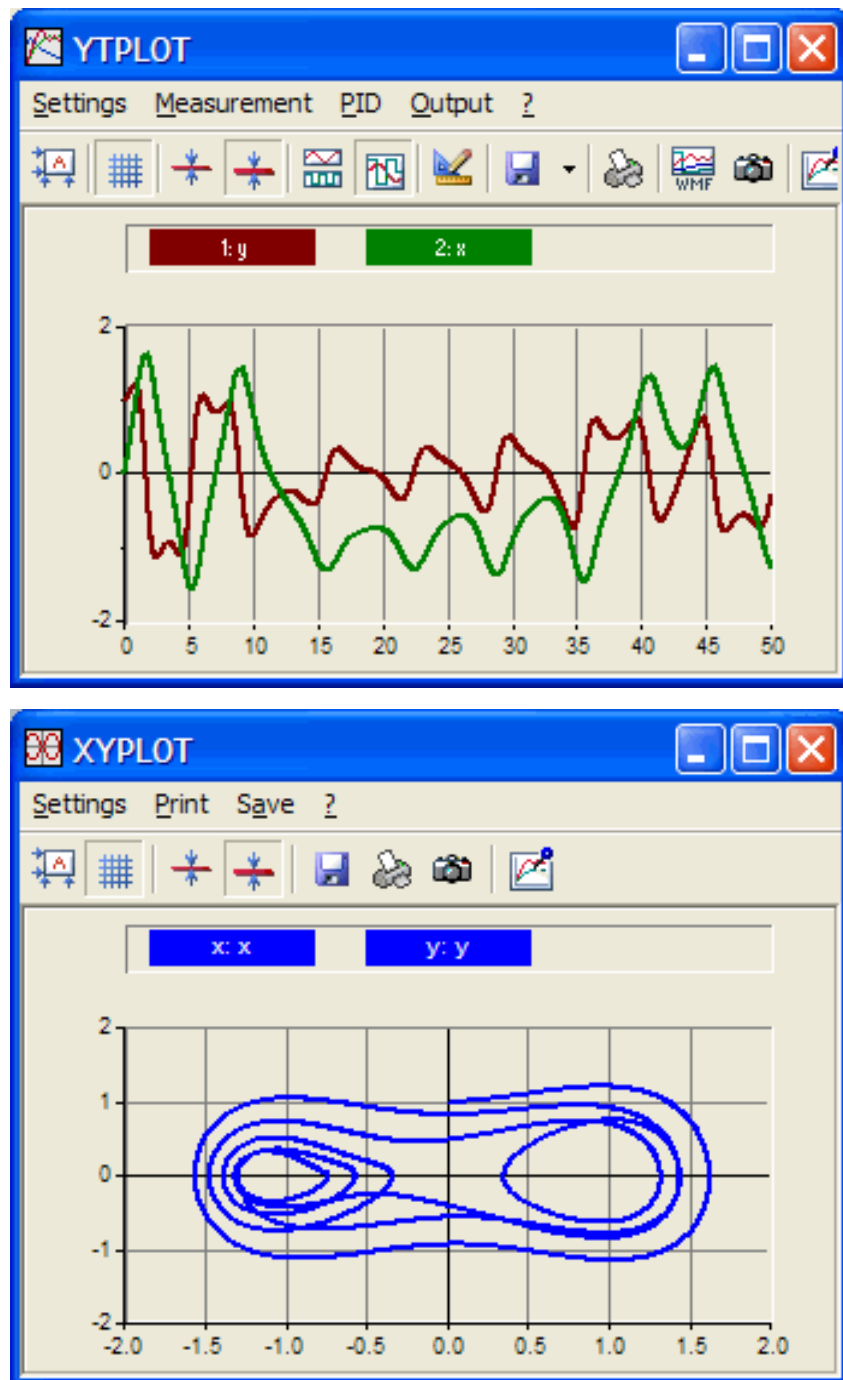 YTPLOT
Settings Measurement PID Output ?
A WMF
1: y 2: x
2
0
-2
0 5 10 15 20 25 30 35 40 45 50
XYPLOT
Settings Print Save ?
A
x: x y: y
2
1
0
-1
-2
-2.0 -1.5 -1.0 -0.5 0.0 0.5 1.0 1.5 2.0